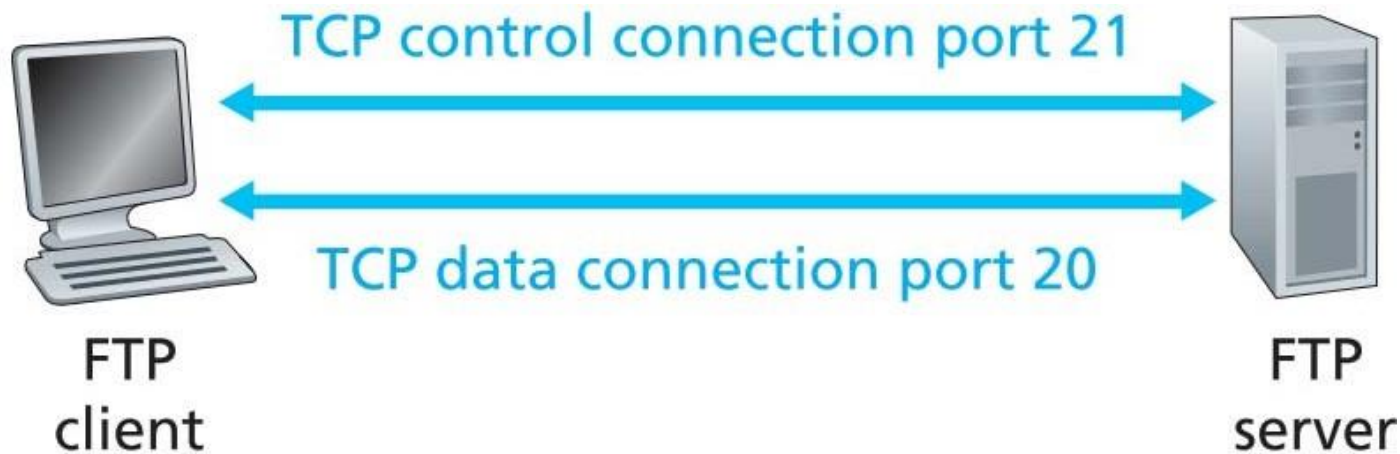 TCP control connection port 21
TCP data connection port 20
FTP
client
FTP
server